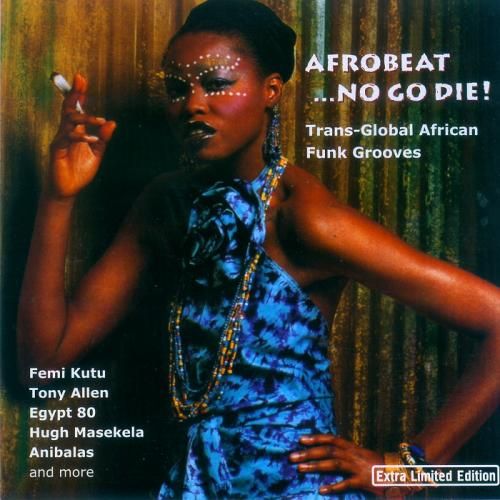 AFROBEAT
...NO GO DIE!
Trans-Global African
Funk Grooves
Femi Kutu
Tony Allen
Egypt 80
Hugh Masekela
Anibalas
and more
Extra Limited Edition